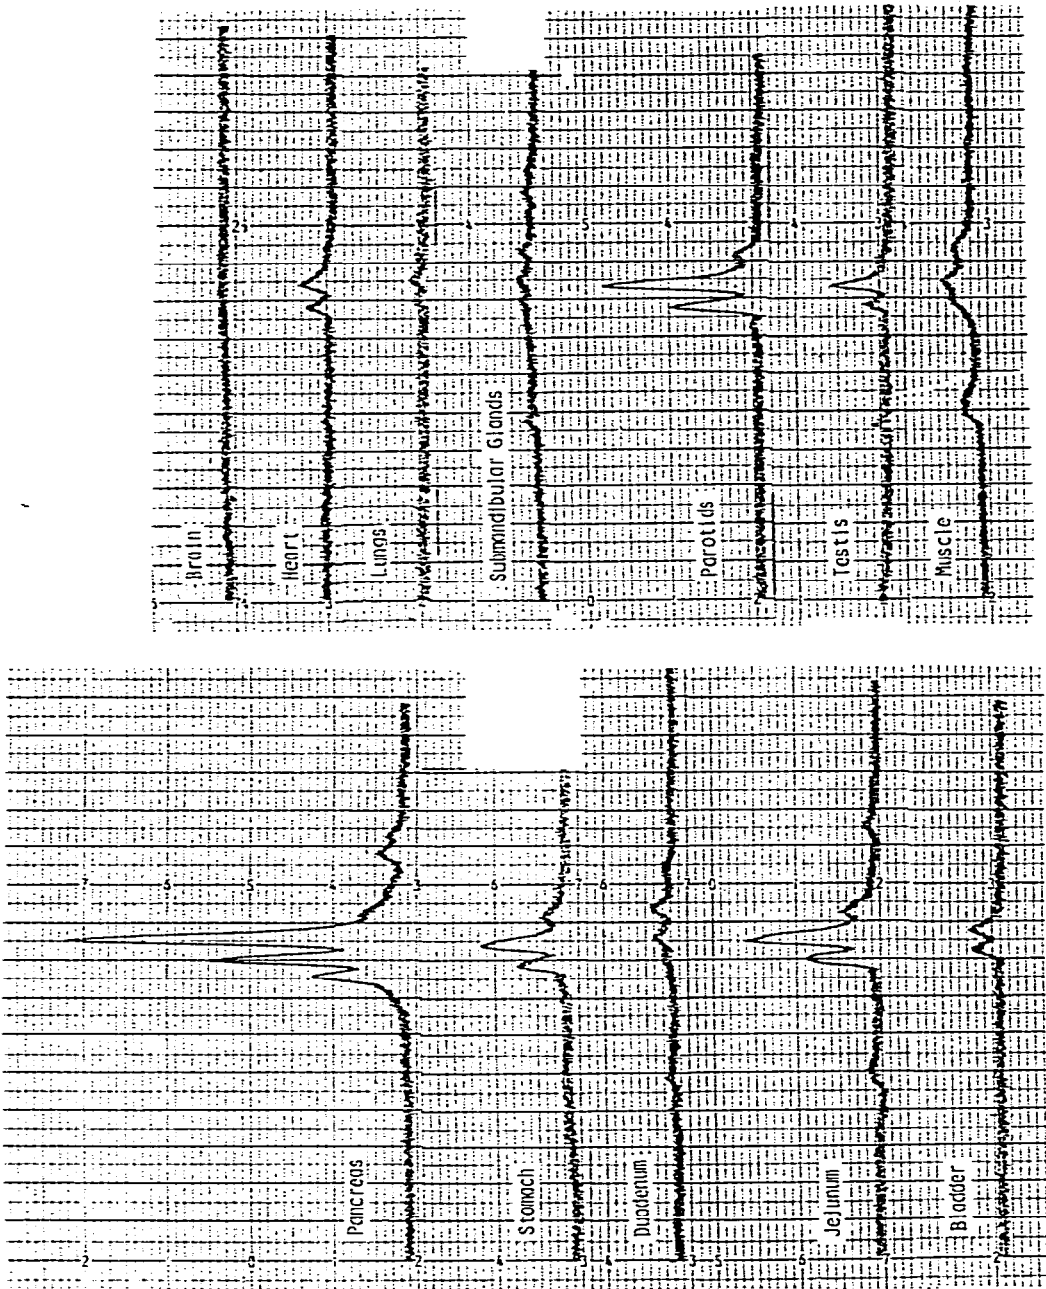 Brain
Heart
Lungs
Submandibular Glands
Parotids
Testis
Muscle
Pancreas
Stomach
Duodenum
Jejunum
Bladder